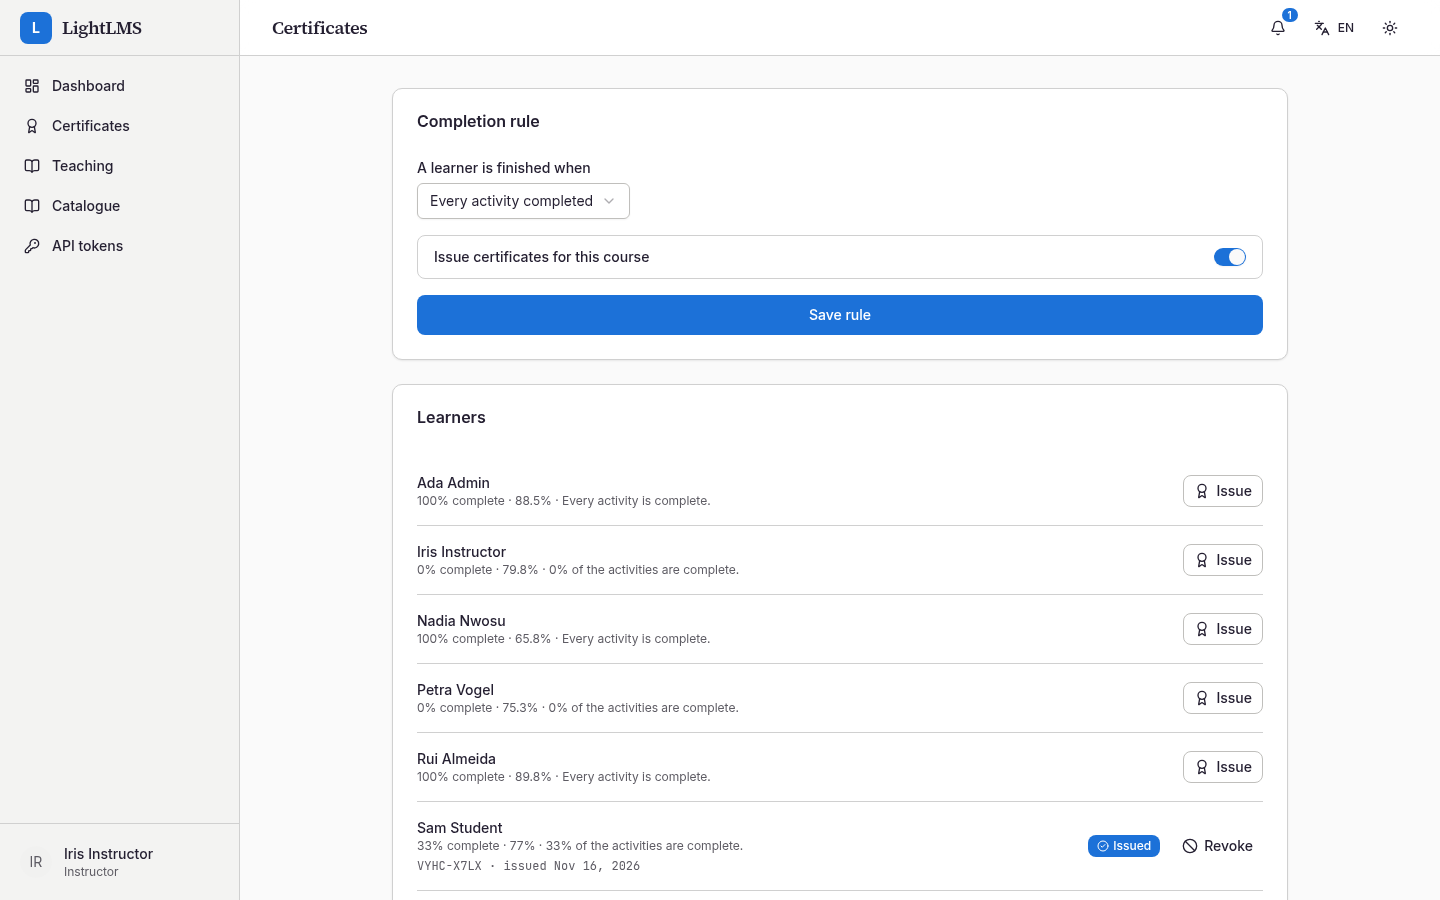 L LightLMS
Certificates
1
EN
Dashboard
Certificates
Teaching
Catalogue
API tokens
Completion rule
A learner is finished when
Every activity completed
Issue certificates for this course
Save rule
Learners
Ada Admin
100% complete · 88.5% · Every activity is complete.
Issue
Iris Instructor
0% complete · 79.8% · 0% of the activities are complete.
Issue
Nadia Nwosu
100% complete · 65.8% · Every activity is complete.
Issue
Petra Vogel
0% complete · 75.3% · 0% of the activities are complete.
Issue
Rui Almeida
100% complete · 89.8% · Every activity is complete.
Issue
Sam Student
33% complete · 77% · 33% of the activities are complete.
VYHC-X7LX · issued Nov 16, 2026
Issued
Revoke
IR
Iris Instructor
Instructor